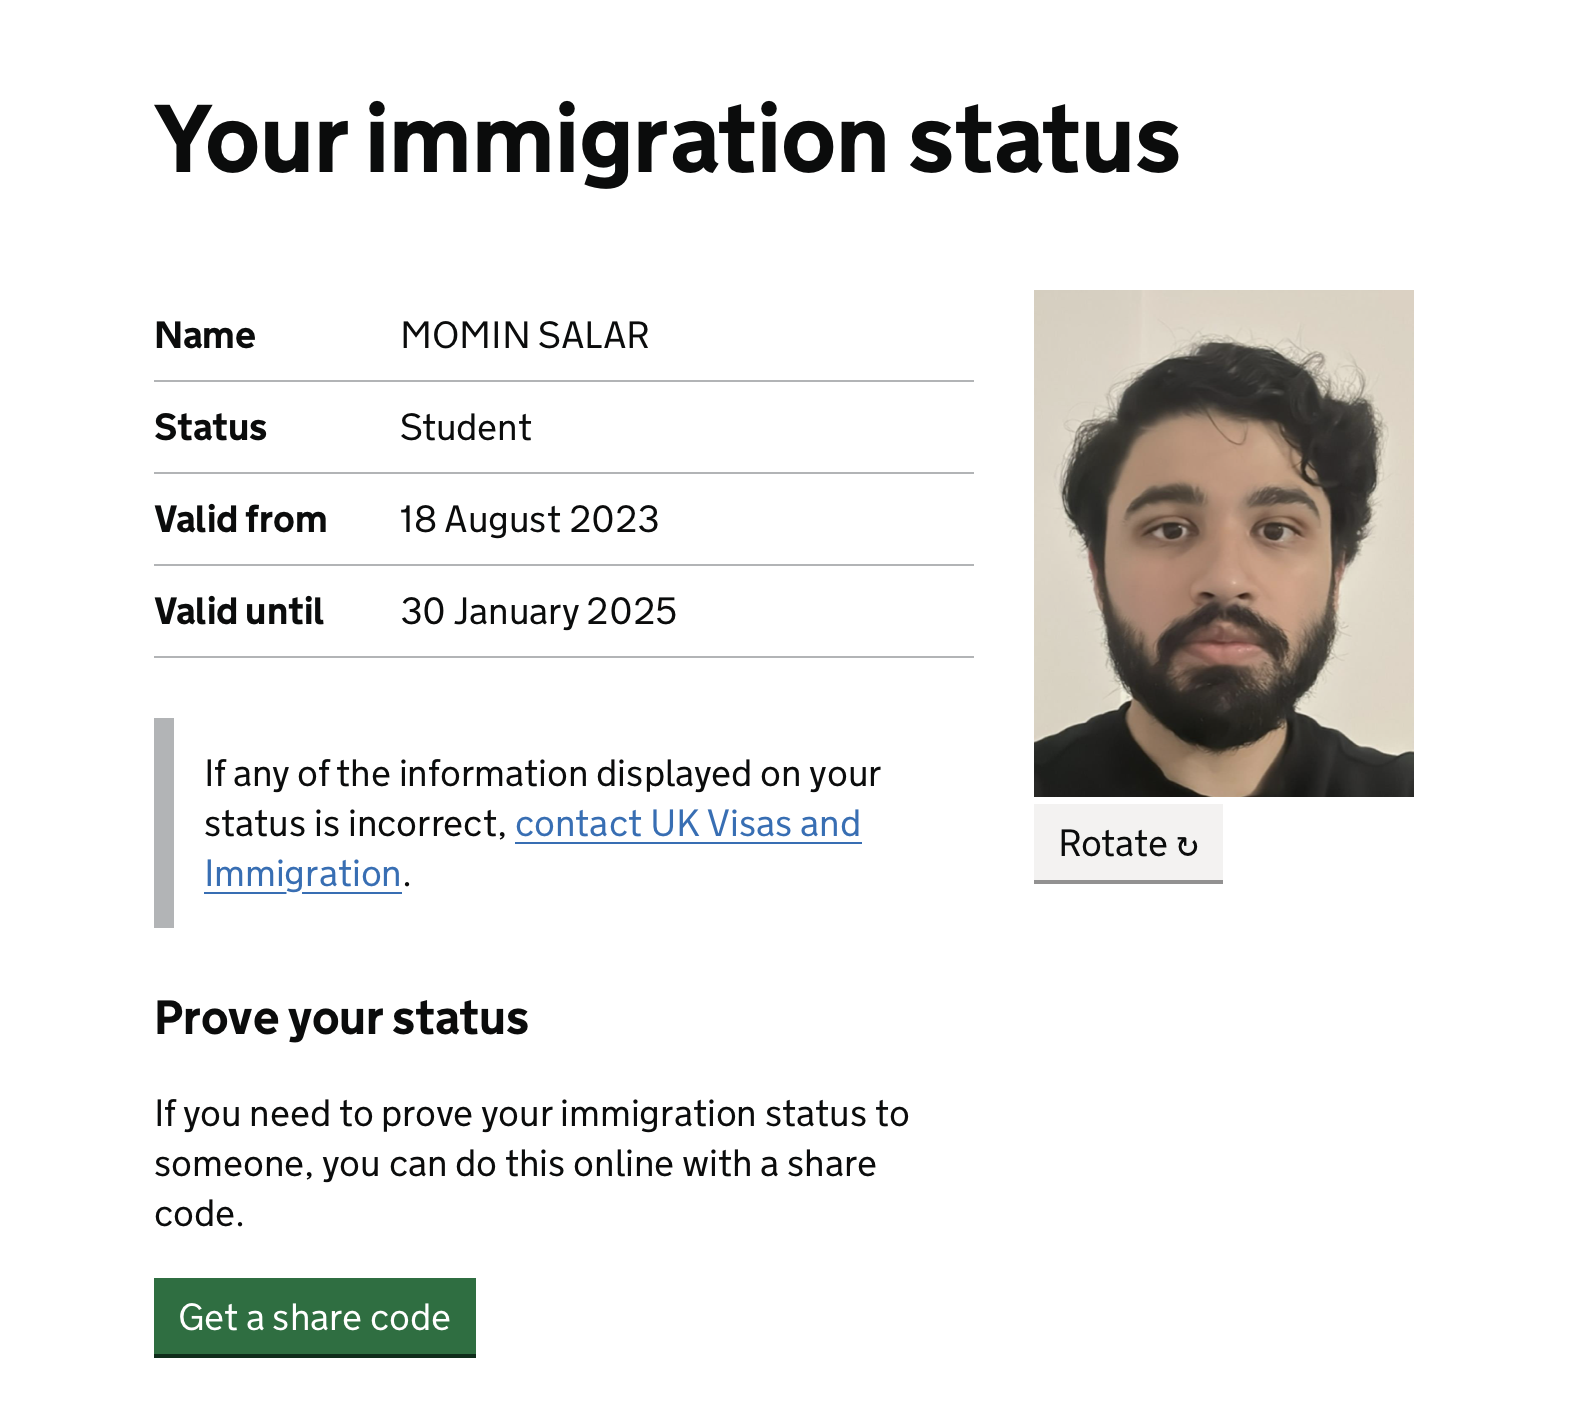 Your immigration status
Name MOMIN SALAR
Status Student
Valid from 18 August 2023
Valid until 30 January 2025
If any of the information displayed on your
status is incorrect, contact UK Visas and
Immigration.
Rotate ↻
Prove your status
If you need to prove your immigration status to
someone, you can do this online with a share
code.
Get a share code